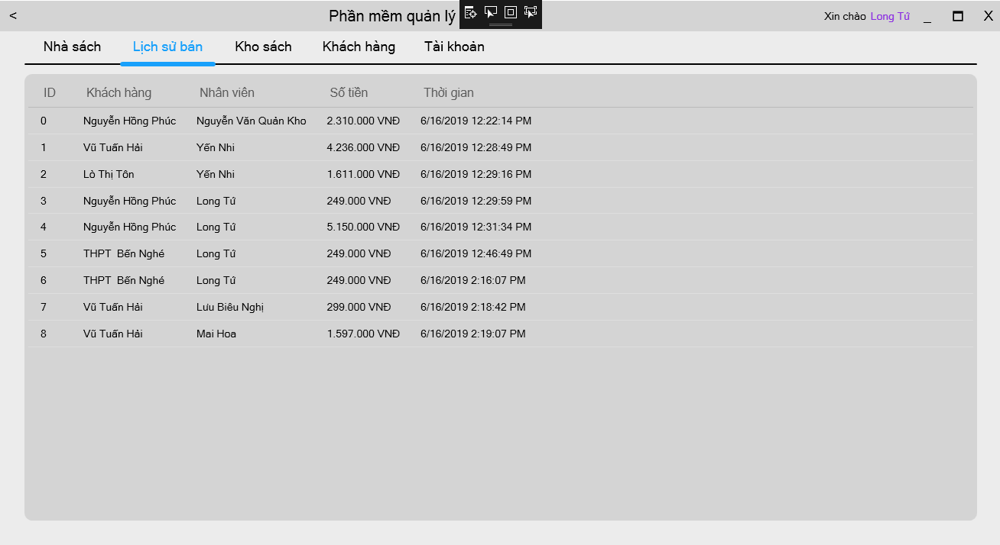 <
Phần mềm quản lý
Xin chào Long Tứ _ X
Nhà sách Lịch sử bán Kho sách Khách hàng Tài khoản
ID Khách hàng Nhân viên Số tiền Thời gian
0 Nguyễn Hồng Phúc Nguyễn Văn Quản Kho 2.310.000 VNĐ 6/16/2019 12:22:14 PM
1 Vũ Tuấn Hải Yến Nhi 4.236.000 VNĐ 6/16/2019 12:28:49 PM
2 Lò Thị Tôn Yến Nhi 1.611.000 VNĐ 6/16/2019 12:29:16 PM
3 Nguyễn Hồng Phúc Long Tứ 249.000 VNĐ 6/16/2019 12:29:59 PM
4 Nguyễn Hồng Phúc Long Tứ 5.150.000 VNĐ 6/16/2019 12:31:34 PM
5 THPT  Bến Nghé Long Tứ 249.000 VNĐ 6/16/2019 12:46:49 PM
6 THPT  Bến Nghé Long Tứ 249.000 VNĐ 6/16/2019 2:16:07 PM
7 Vũ Tuấn Hải Lưu Biêu Nghị 299.000 VNĐ 6/16/2019 2:18:42 PM
8 Vũ Tuấn Hải Mai Hoa 1.597.000 VNĐ 6/16/2019 2:19:07 PM